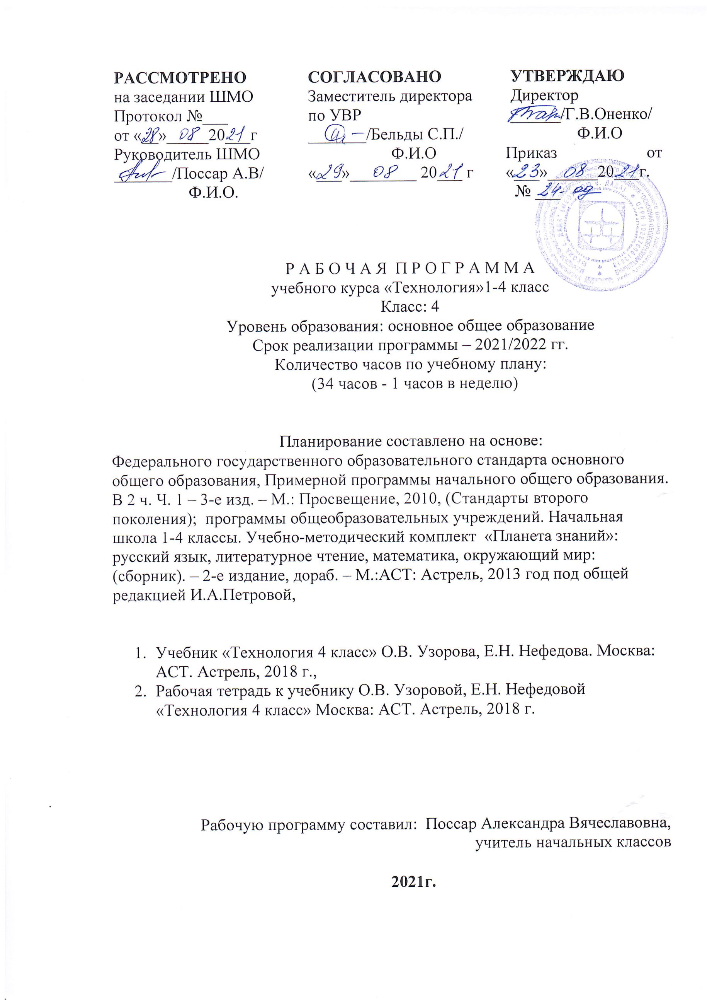 РАССМОТРЕНО
на заседании ШМО
Протокол №___
от «28» 08 2021г
Руководитель ШМО
_______/Поссар А.В/
Ф.И.О.
СОГЛАСОВАНО
Заместитель директора
по УВР
_______/Бельды С.П./
Ф.И.О
«29» 08 2021 г
УТВЕРЖДАЮ
Директор
______/Г.В.Оненко/
Ф.И.О
Приказ от
«23» 08 2021г.
№ 24-од
Р А Б О Ч А Я П Р О Г Р А М М А
учебного курса «Технология»1-4 класс
Класс: 4
Уровень образования: основное общее образование
Срок реализации программы – 2021/2022 гг.
Количество часов по учебному плану:
(34 часов - 1 часов в неделю)
Планирование составлено на основе:
Федерального государственного образовательного стандарта основного
общего образования, Примерной программы начального общего образования.
В 2 ч. Ч. 1 – 3-е изд. – М.: Просвещение, 2010, (Стандарты второго
поколения); программы общеобразовательных учреждений. Начальная
школа 1-4 классы. Учебно-методический комплект «Планета знаний»:
русский язык, литературное чтение, математика, окружающий мир:
(сборник). – 2-е издание, дораб. – М.:АСТ: Астрель, 2013 год под общей
редакцией И.А.Петровой,
1. Учебник «Технология 4 класс» О.В. Узорова, Е.Н. Нефедова. Москва:
АСТ. Астрель, 2018 г.,
2. Рабочая тетрадь к учебнику О.В. Узоровой, Е.Н. Нефедовой
«Технология 4 класс» Москва: АСТ. Астрель, 2018 г.
Рабочую программу составил: Поссар Александра Вячеславовна,
учитель начальных классов
2021г.